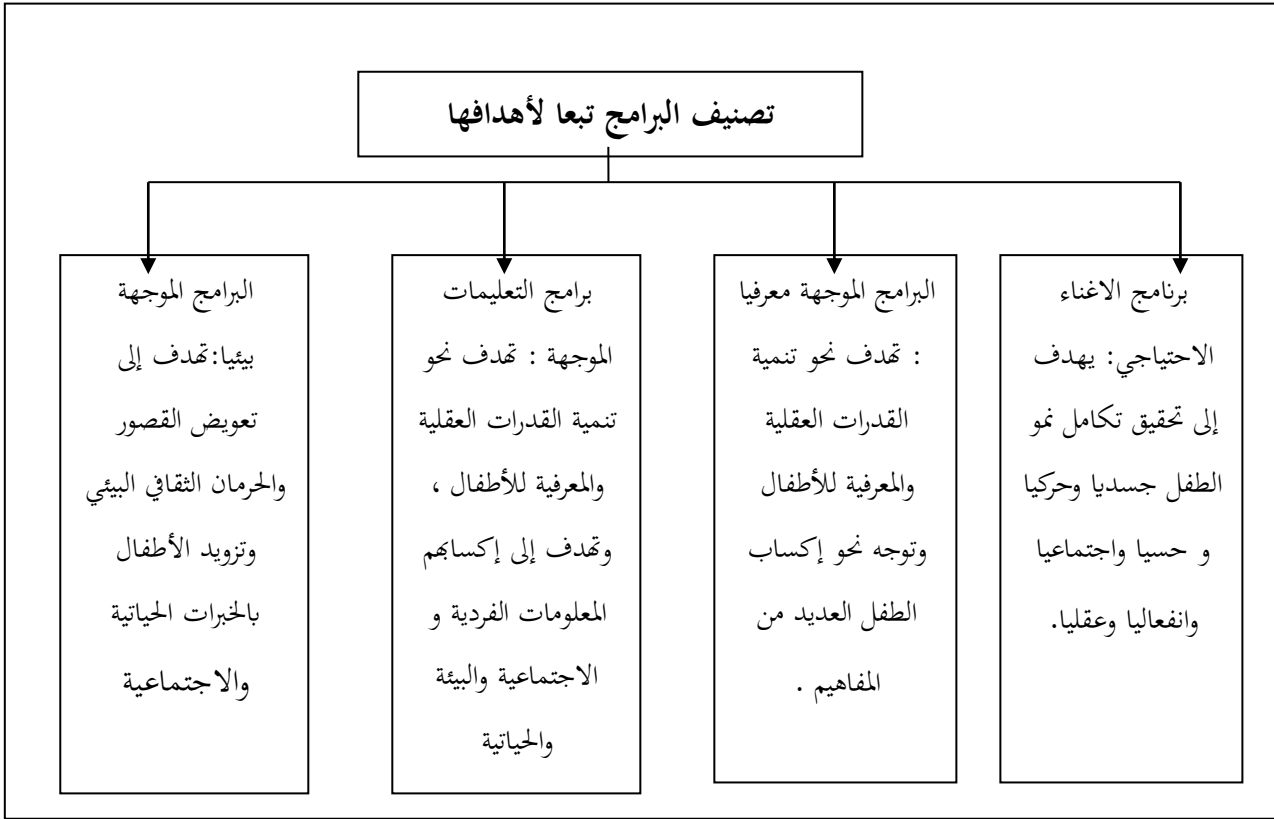 تصنيف البرامج تبعا لأهدافها
برنامج الاغناء
الاحتياجي: يهدف
إلى تحقيق تكامل نمو
الطفل جسديا وحركيا
و حسيا واجتماعيا
وانفعاليا وعقليا.
البرامج الموجهة معرفيا
: تهدف نحو تنمية
القدرات العقلية
والمعرفية للأطفال
وتوجه نحو إكساب
الطفل العديد من
المفاهيم .
برامج التعليمات
الموجهة : تهدف نحو
تنمية القدرات العقلية
والمعرفية للأطفال ،
وتهدف إلى إكسابهم
المعلومات الفردية و
الاجتماعية والبيئة
والحياتية
البرامج الموجهة
بيئيا:تهدف إلى
تعويض القصور
والحرمان الثقافي البيئي
وتزويد الأطفال
بالخبرات الحياتية
والاجتماعية